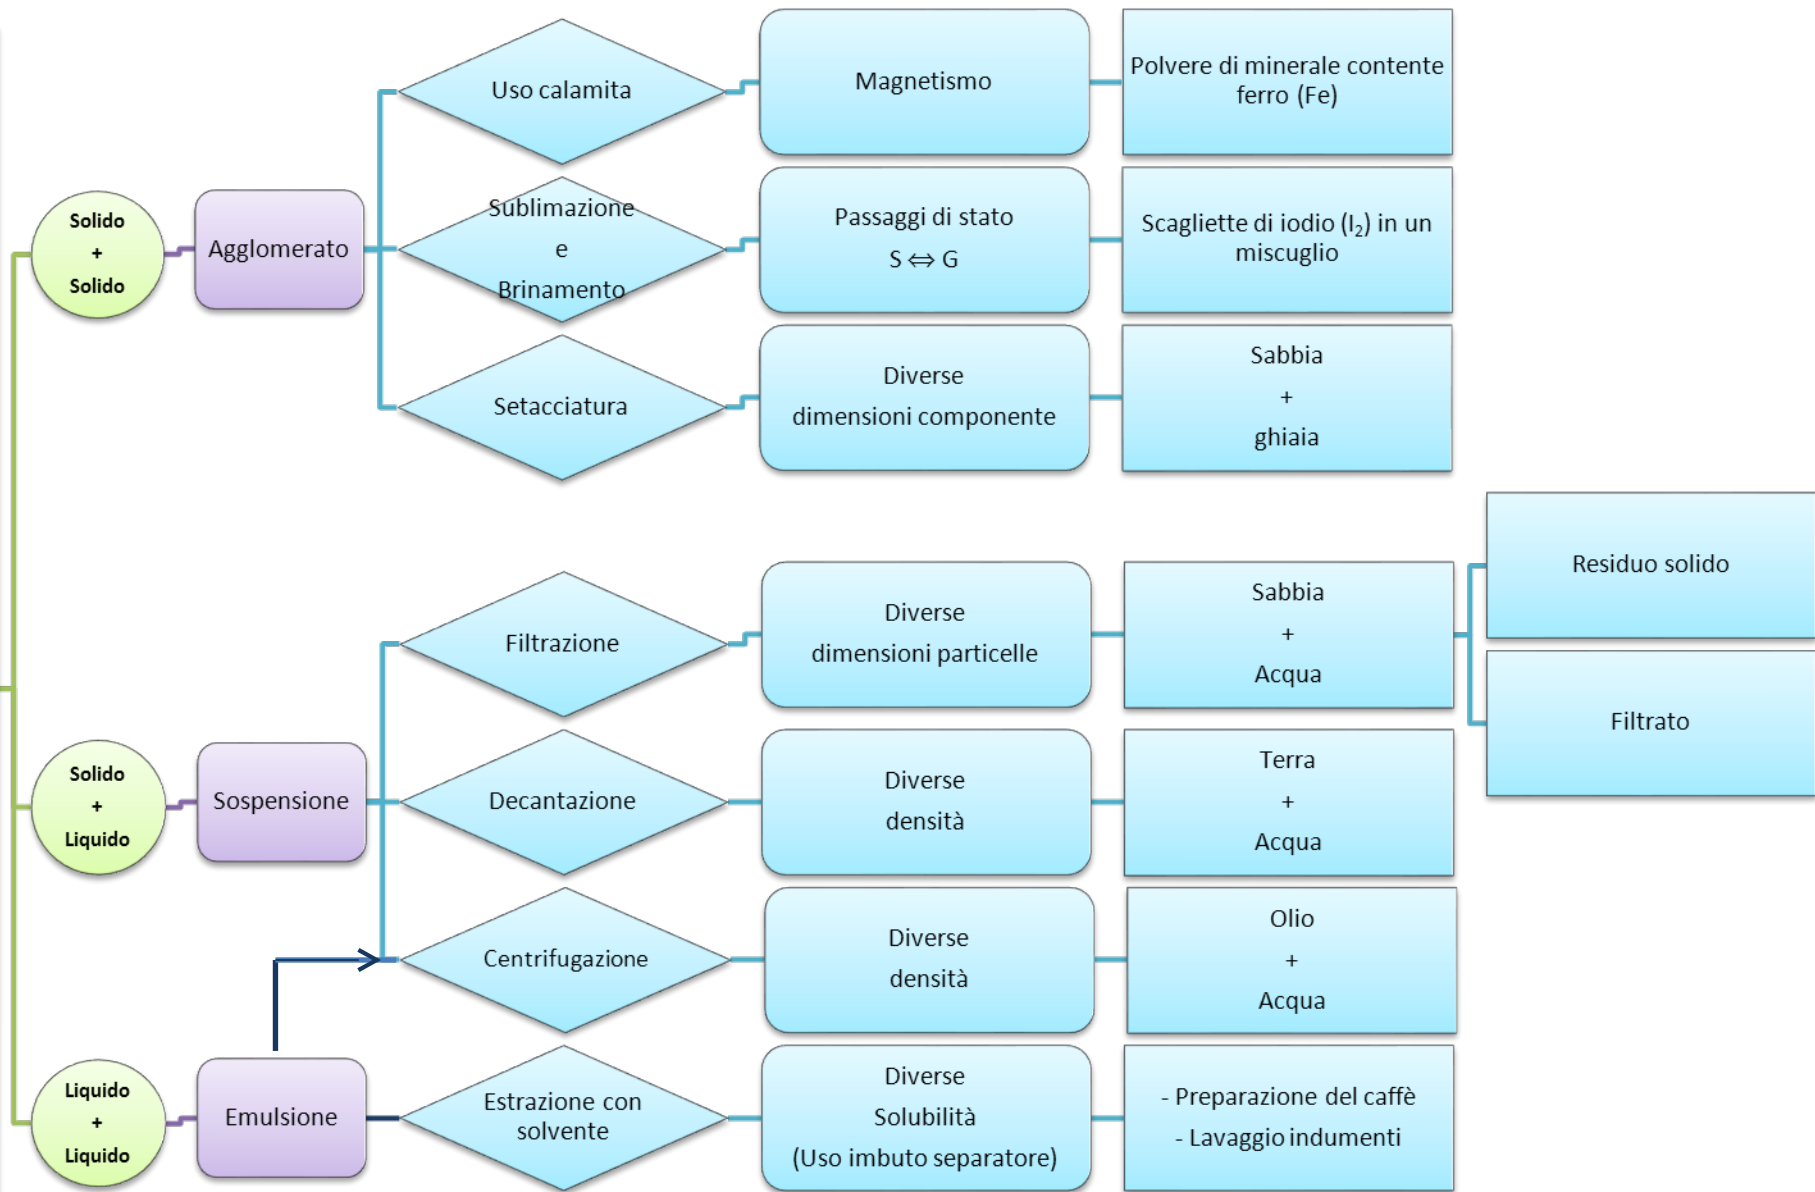 Solido
+
Solido
Agglomerato
Uso calamita
Magnetismo
Polvere di minerale contente
ferro (Fe)
Sublimazione
e
Brinamento
Passaggi di stato
S ⇔ G
Scagliette di iodio (I₂) in un
miscuglio
Setacciatura
Diverse
dimensioni componente
Sabbia
+
ghiaia
Solido
+
Liquido
Sospensione
Filtrazione
Diverse
dimensioni particelle
Sabbia
+
Acqua
Residuo solido
Filtrato
Decantazione
Diverse
densità
Terra
+
Acqua
Centrifugazione
Diverse
densità
Olio
+
Acqua
Liquido
+
Liquido
Emulsione
Estrazione con
solvente
Diverse
Solubilità
(Uso imbuto separatore)
- Preparazione del caffè
- Lavaggio indumenti